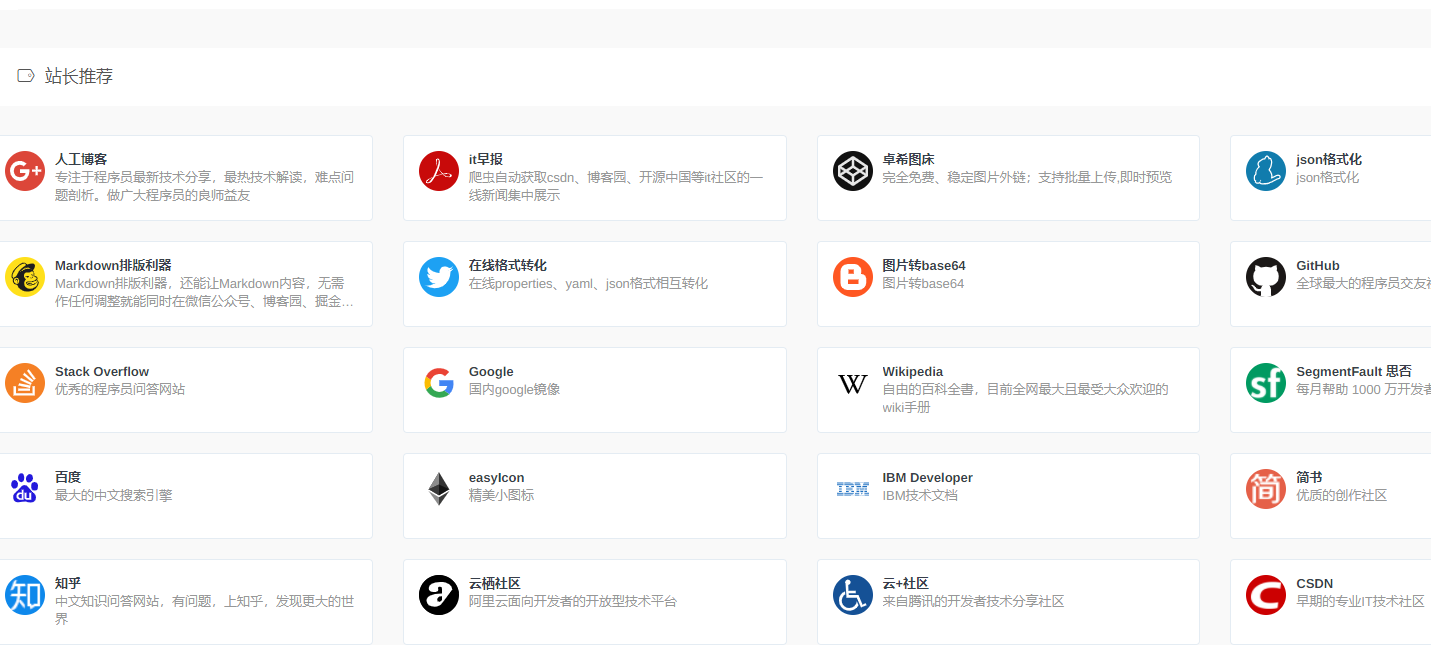 站长推荐
人工博客
专注于程序员最新技术分享，最热技术解读，难点问
题剖析。做广大程序员的良师益友
it早报
爬虫自动获取csdn、博客园、开源中国等it社区的一
线新闻集中展示
卓希图床
完全免费、稳定图片外链；支持批量上传,即时预览
json格式化
json格式化
Markdown排版利器
Markdown排版利器，还能让Markdown内容，无需
作任何调整就能同时在微信公众号、博客园、掘金…
在线格式转化
在线properties、yaml、json格式相互转化
图片转base64
图片转base64
GitHub
全球最大的程序员交友
Stack Overflow
优秀的程序员问答网站
Google
国内google镜像
Wikipedia
自由的百科全書，目前全网最大且最受大众欢迎的
wiki手册
SegmentFault 思否
每月帮助 1000 万开发者
百度
最大的中文搜索引擎
easyIcon
精美小图标
IBM
IBM Developer
IBM技术文档
简
简书
优质的创作社区
知
知乎
中文知识问答网站，有问题，上知乎，发现更大的世
界
云栖社区
阿里云面向开发者的开放型技术平台
云+社区
来自腾讯的开发者技术分享社区
CSDN
早期的专业IT技术社区
G+
W
sf
du